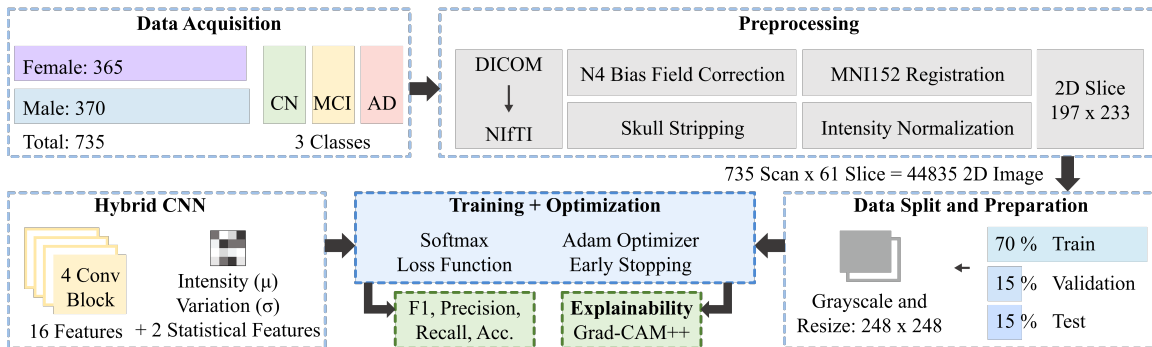 Data Acquisition
Female: 365
Male: 370
Total: 735
CN
MCI
AD
3 Classes
Preprocessing
DICOM
NIfTI
N4 Bias Field Correction
MNI152 Registration
Skull Stripping
Intensity Normalization
2D Slice
197 x 233
735 Scan x 61 Slice = 44835 2D Image
Hybrid CNN
4 Conv
Block
16 Features
Intensity (μ)
Variation (σ)
+ 2 Statistical Features
Training + Optimization
Softmax
Loss Function
Adam Optimizer
Early Stopping
F1, Precision,
Recall, Acc.
Explainability
Grad-CAM++
Data Split and Preparation
Grayscale and
Resize: 248 x 248
70 % Train
15 % Validation
15 % Test